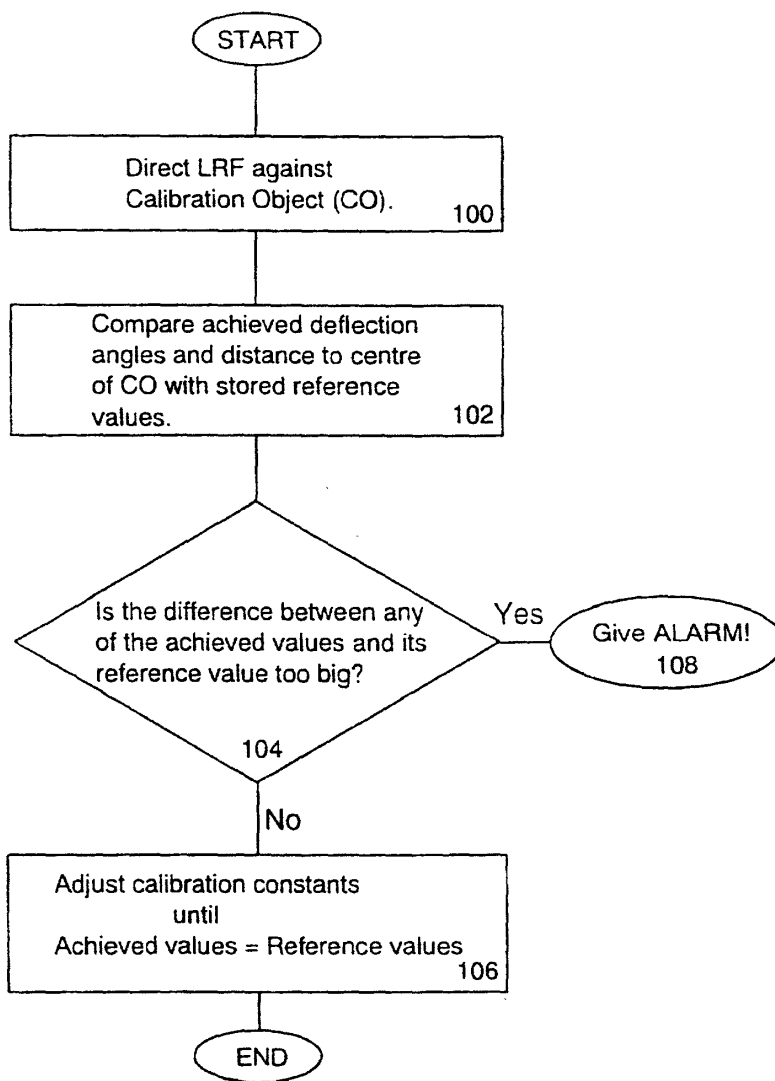 START
Direct LRF against
Calibration Object (CO).
100
Compare achieved deflection
angles and distance to centre
of CO with stored reference
values.
102
Is the difference between any
of the achieved values and its
reference value too big?
104
Yes
Give ALARM!
108
No
Adjust calibration constants
until
Achieved values = Reference values
106
END